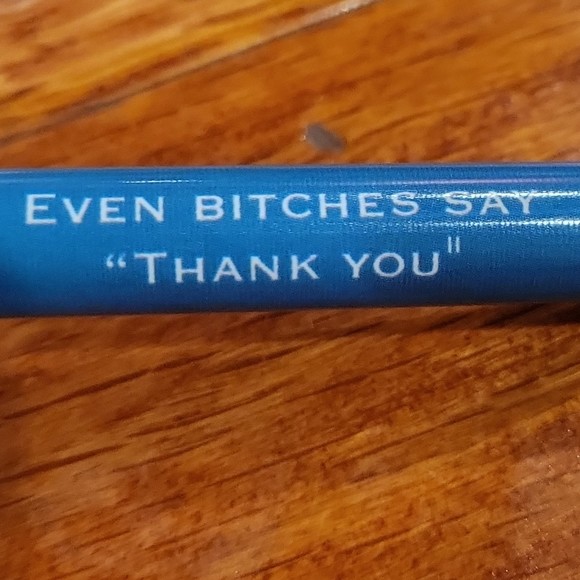 Even bitches say
“Thank you"